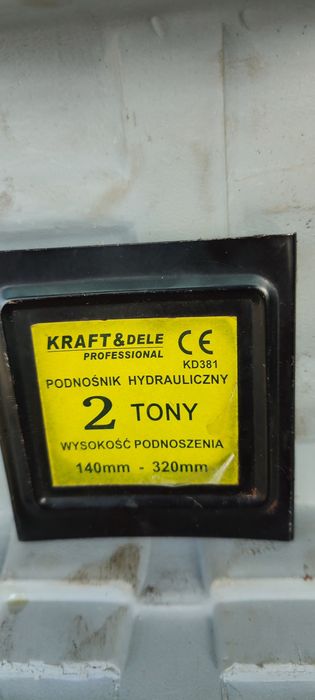 KRAFT&DELE CE
PROFESSIONAL
KD381
PODNOŚNIK HYDRAULICZNY
2 TONY
WYSOKOŚĆ PODNOSZENIA
140mm - 320mm